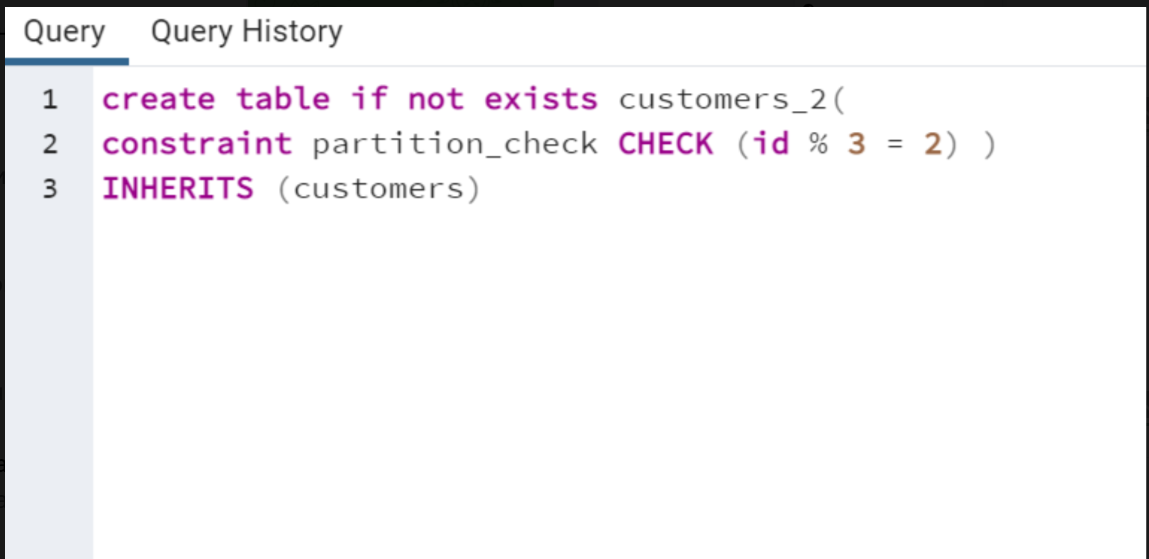 Query Query History
1 create table if not exists customers_2(
2 constraint partition_check CHECK (id % 3 = 2) )
3 INHERITS (customers)